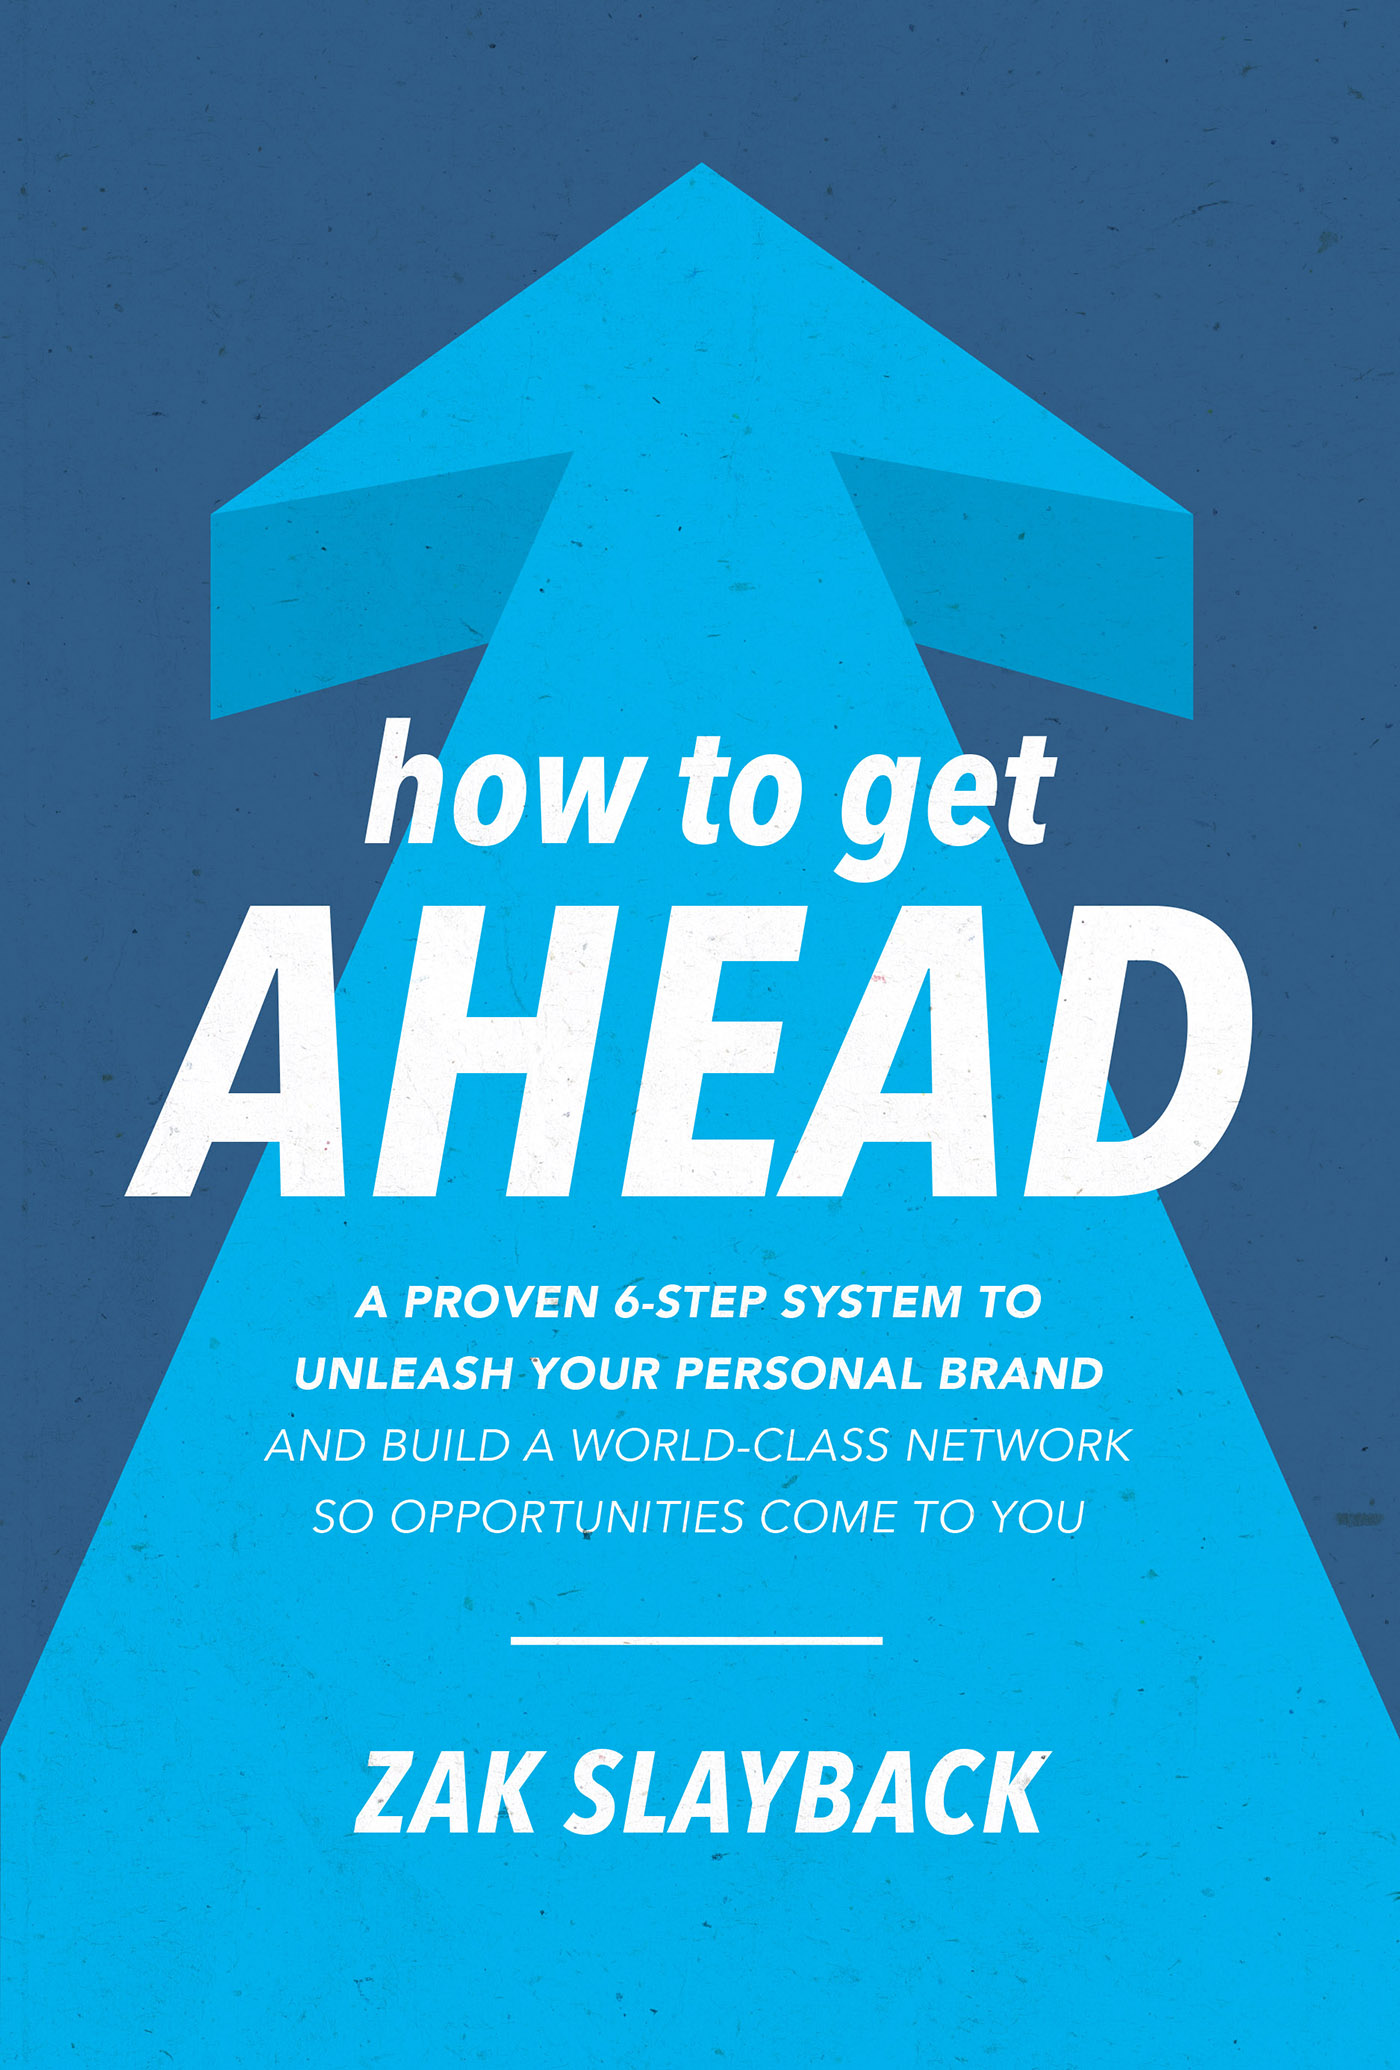 how to get
AHEAD
A PROVEN 6-STEP SYSTEM TO
UNLEASH YOUR PERSONAL BRAND
AND BUILD A WORLD-CLASS NETWORK
SO OPPORTUNITIES COME TO YOU
ZAK SLAYBACK